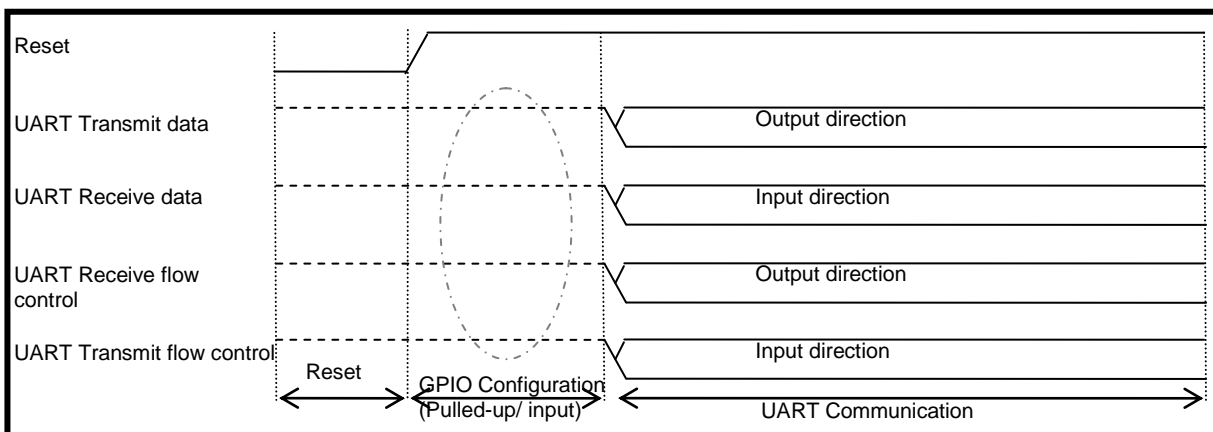 Reset
UART Transmit data
Output direction
UART Receive data
Input direction
UART Receive flow
control
Output direction
UART Transmit flow control
Input direction
Reset
GPIO Configuration
(Pulled-up/ input)
UART Communication